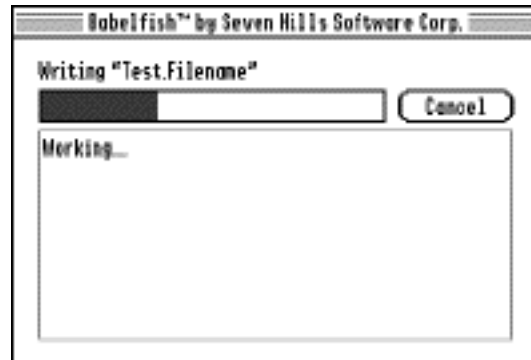 Babelfish™ by Seven Hills Software Corp.
Writing “Test.Filename”
Cancel
Working...